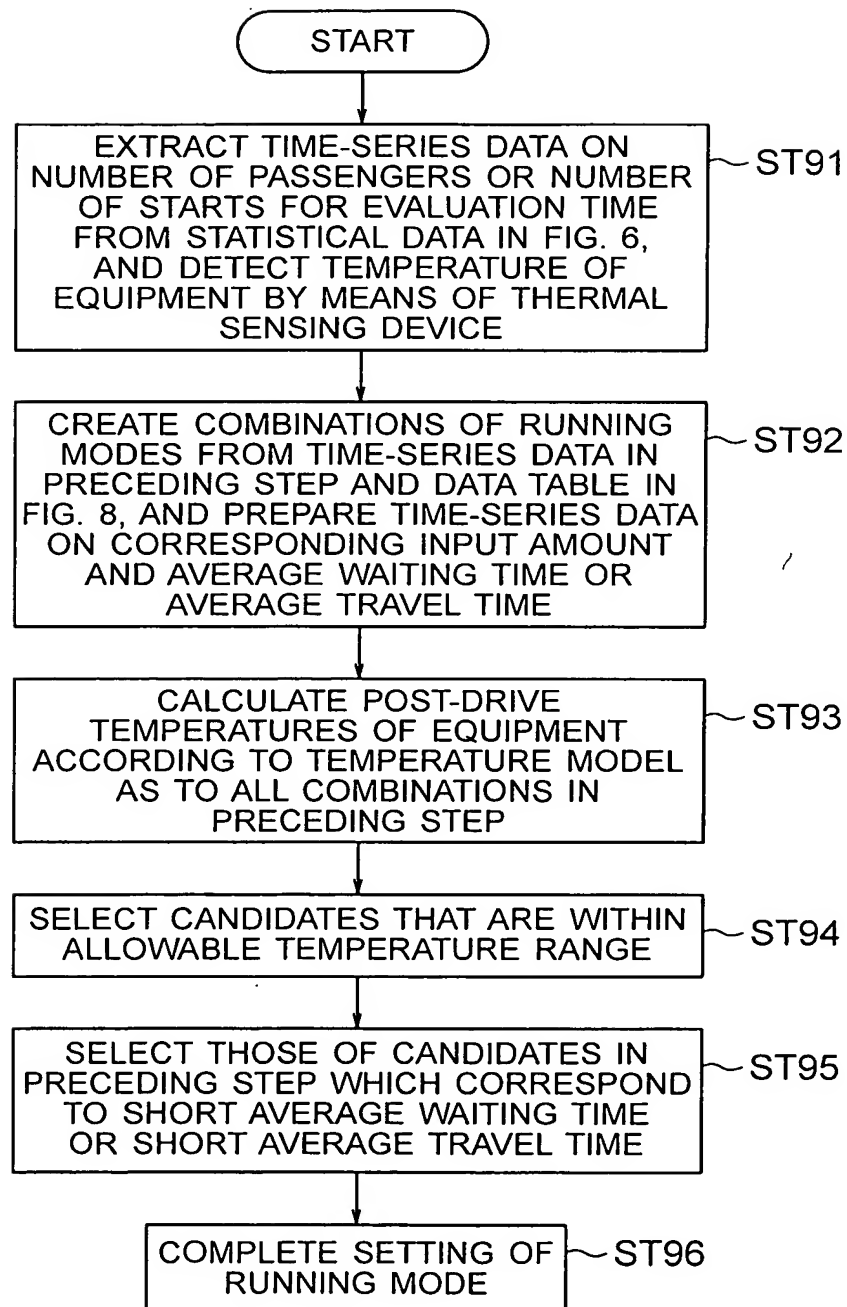 START
EXTRACT TIME-SERIES DATA ON
NUMBER OF PASSENGERS OR NUMBER
OF STARTS FOR EVALUATION TIME
FROM STATISTICAL DATA IN FIG. 6,
AND DETECT TEMPERATURE OF
EQUIPMENT BY MEANS OF THERMAL
SENSING DEVICE
ST91
CREATE COMBINATIONS OF RUNNING
MODES FROM TIME-SERIES DATA IN
PRECEDING STEP AND DATA TABLE IN
FIG. 8, AND PREPARE TIME-SERIES DATA
ON CORRESPONDING INPUT AMOUNT
AND AVERAGE WAITING TIME OR
AVERAGE TRAVEL TIME
ST92
CALCULATE POST-DRIVE
TEMPERATURES OF EQUIPMENT
ACCORDING TO TEMPERATURE MODEL
AS TO ALL COMBINATIONS IN
PRECEDING STEP
ST93
SELECT CANDIDATES THAT ARE WITHIN
ALLOWABLE TEMPERATURE RANGE
ST94
SELECT THOSE OF CANDIDATES IN
PRECEDING STEP WHICH CORRESPOND
TO SHORT AVERAGE WAITING TIME
OR SHORT AVERAGE TRAVEL TIME
ST95
COMPLETE SETTING OF
RUNNING MODE
ST96